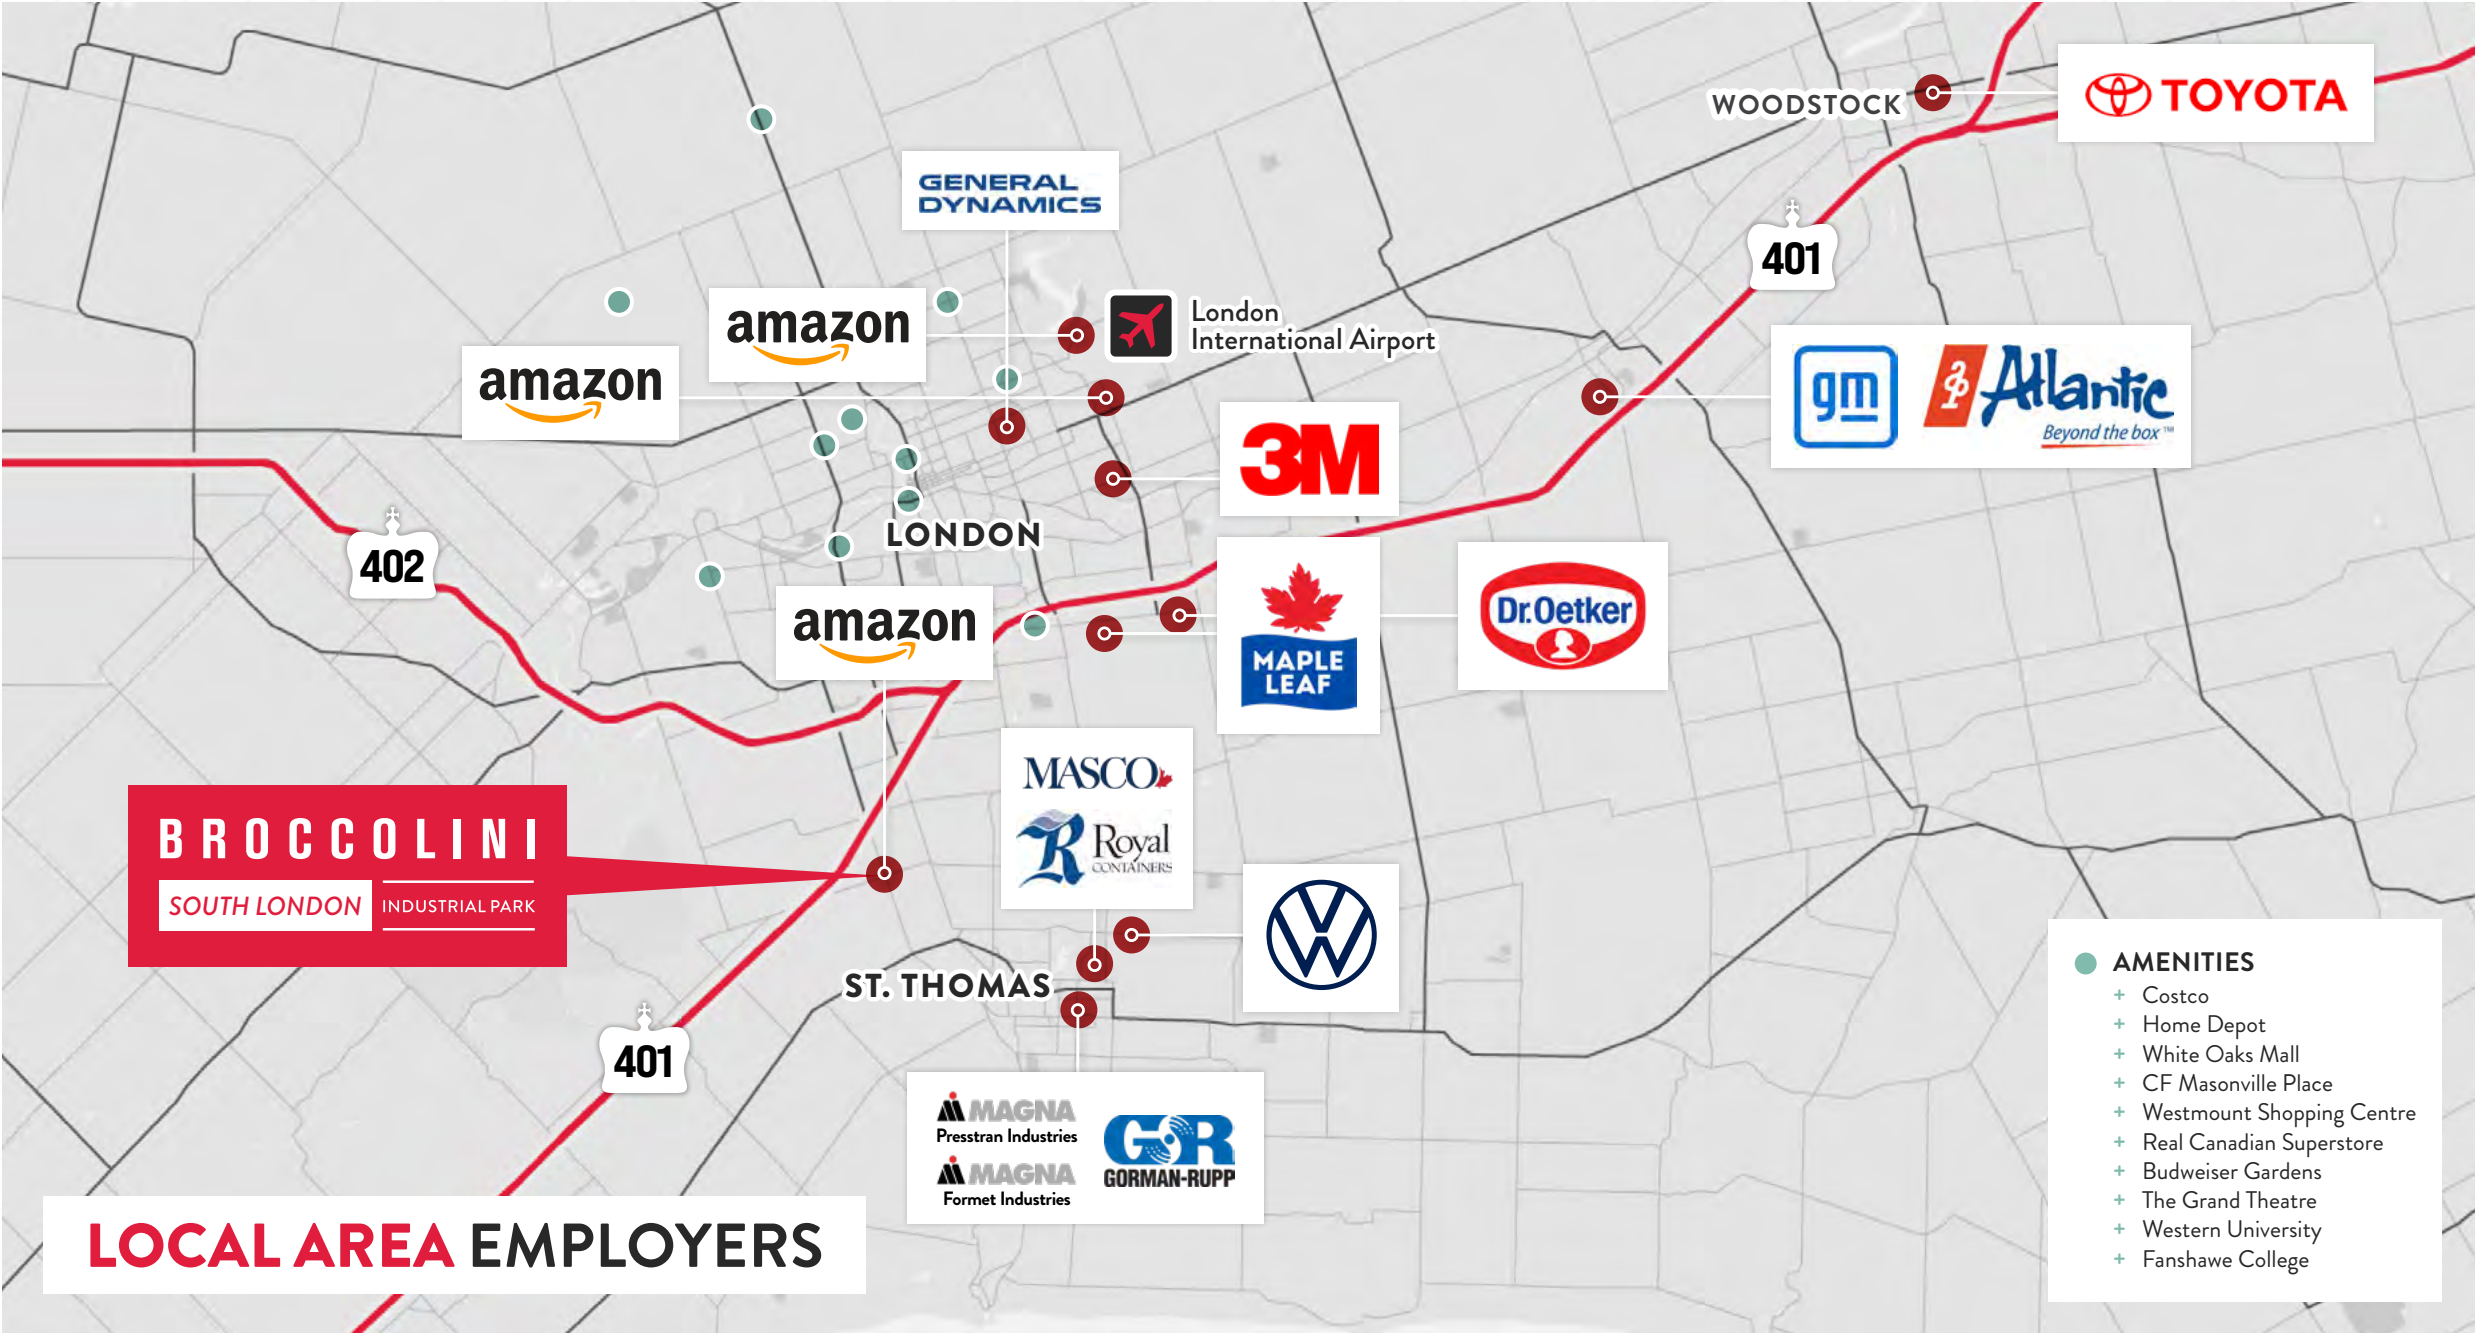 WOODSTOCK
TOYOTA
GENERAL
DYNAMICS
401
amazon
London
International Airport
amazon
gm
Atlantic
Beyond the box ™
3M
LONDON
402
amazon
MAPLE
LEAF
Dr. Oetker
MASCO
R Royal
CONTAINERS
BROCCOLINI
SOUTH LONDON INDUSTRIAL PARK
VW
ST. THOMAS
401
MAGNA
Presstran Industries
MAGNA
Formet Industries
GR
GORMAN-RUPP
AMENITIES
+ Costco
+ Home Depot
+ White Oaks Mall
+ CF Masonville Place
+ Westmount Shopping Centre
+ Real Canadian Superstore
+ Budweiser Gardens
+ The Grand Theatre
+ Western University
+ Fanshawe College
LOCAL AREA EMPLOYERS